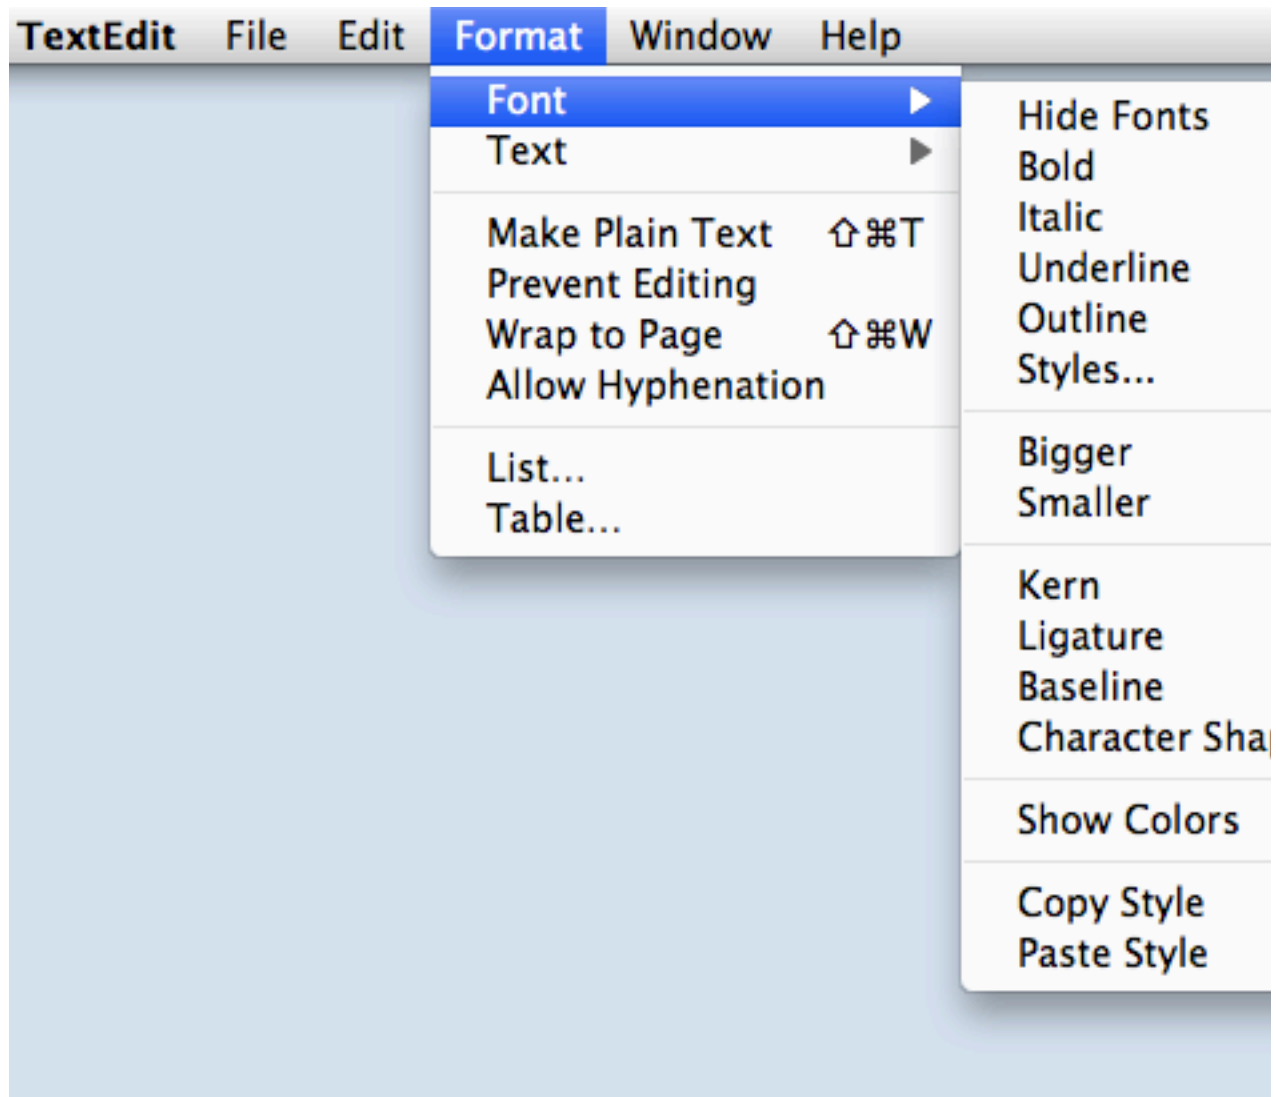 TextEdit File Edit Format Window Help
Font
Text
Make Plain Text ⇧⌘T
Prevent Editing
Wrap to Page ⇧⌘W
Allow Hyphenation
List...
Table...
Hide Fonts
Bold
Italic
Underline
Outline
Styles...
Bigger
Smaller
Kern
Ligature
Baseline
Character
Show Colors
Copy Style
Paste Style